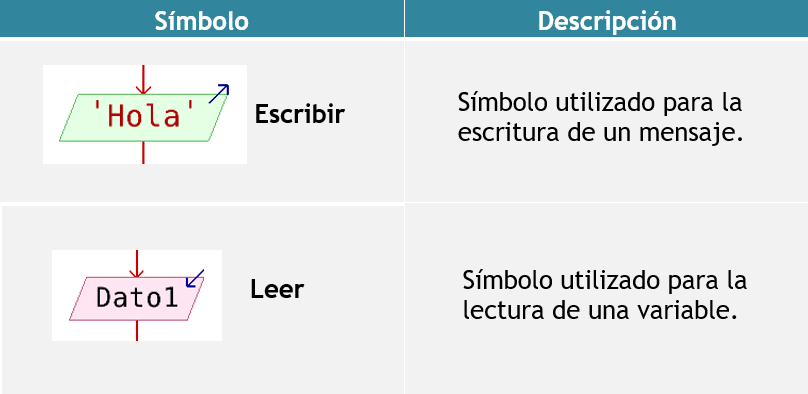 Símbolo
Descripción
'Hola'
Escribir
Símbolo utilizado para la
escritura de un mensaje.
Dato1
Leer
Símbolo utilizado para la
lectura de una variable.